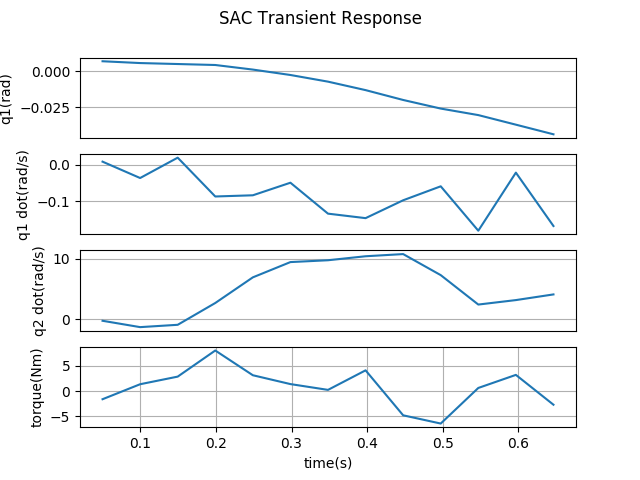 SAC Transient Response
0.000
−0.025
q1(rad)
0.0
−0.1
q1 dot(rad/s)
10
0
q2 dot(rad/s)
5
0
−5
torque(Nm)
0.1 0.2 0.3 0.4 0.5 0.6
time(s)